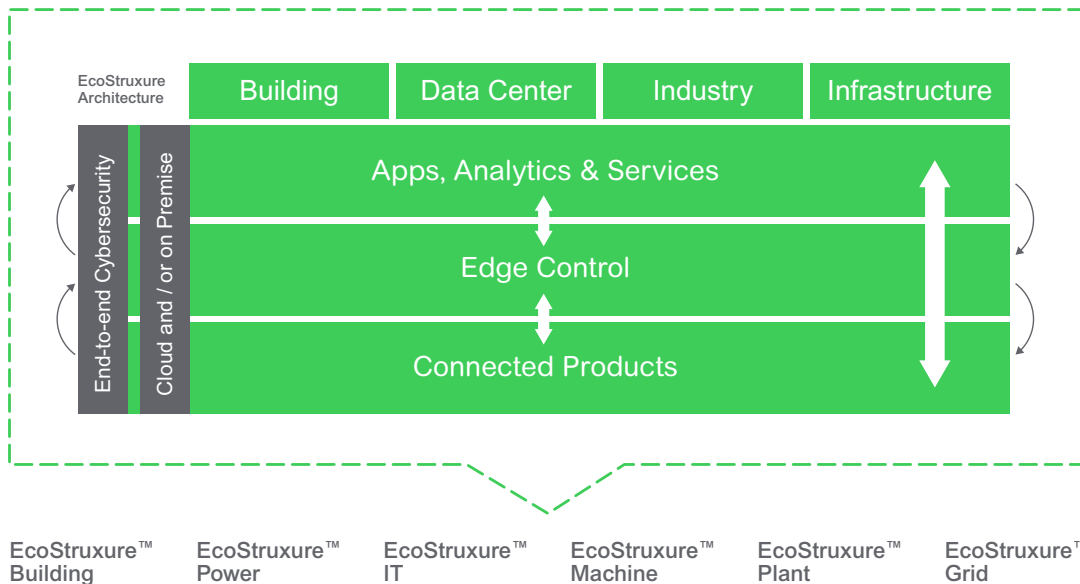 EcoStruxure
Architecture
Building
Data Center
Industry
Infrastructure
End-to-end Cybersecurity
Cloud and / or on Premise
Apps, Analytics & Services
Edge Control
Connected Products
EcoStruxure™
Building
EcoStruxure™
Power
EcoStruxure™
IT
EcoStruxure™
Machine
EcoStruxure™
Plant
EcoStruxure™
Grid